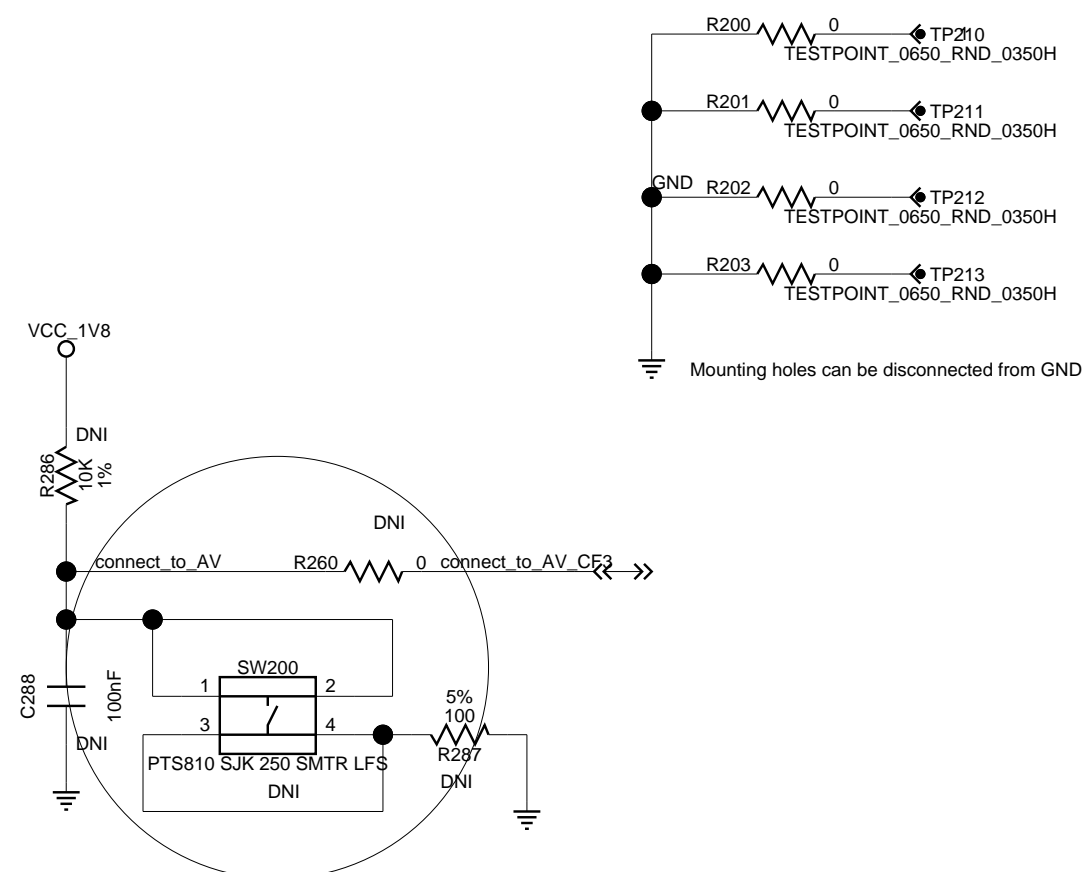 R200 0 TP210
TESTPOINT_0650_RND_0350H
R201 0 TP211
TESTPOINT_0650_RND_0350H
GND R202 0 TP212
TESTPOINT_0650_RND_0350H
R203 0 TP213
TESTPOINT_0650_RND_0350H
Mounting holes can be disconnected from GND
VCC_1V8
DNI
R286
10K
1%
DNI
connect_to_AV R260 0 connect_to_AV_CF3
C288
100nF
DNI
SW200
1 2
3 4
PTS810 SJK 250 SMTR LFS
DNI
5%
100
R287
DNI